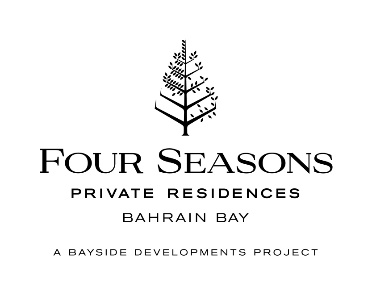 FOUR SEASONS
PRIVATE RESIDENCES
BAHRAIN BAY
A BAYSIDE DEVELOPMENTS PROJECT